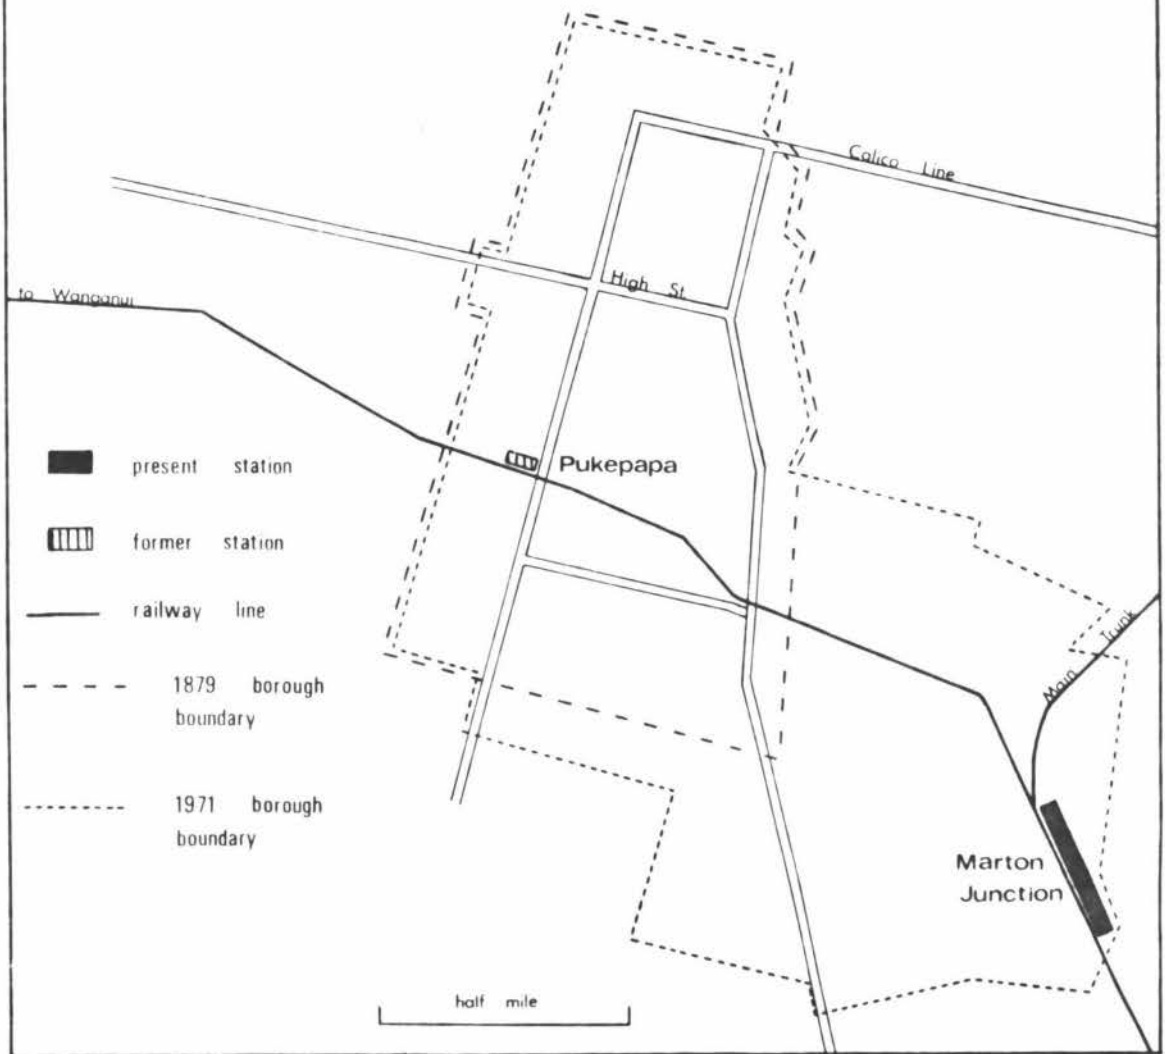 Calico Line
High St.
to Wanganui
Pukepapa
present station
former station
railway line
1879 borough
boundary
1971 borough
boundary
Main Trunk
Marton
Junction
half mile